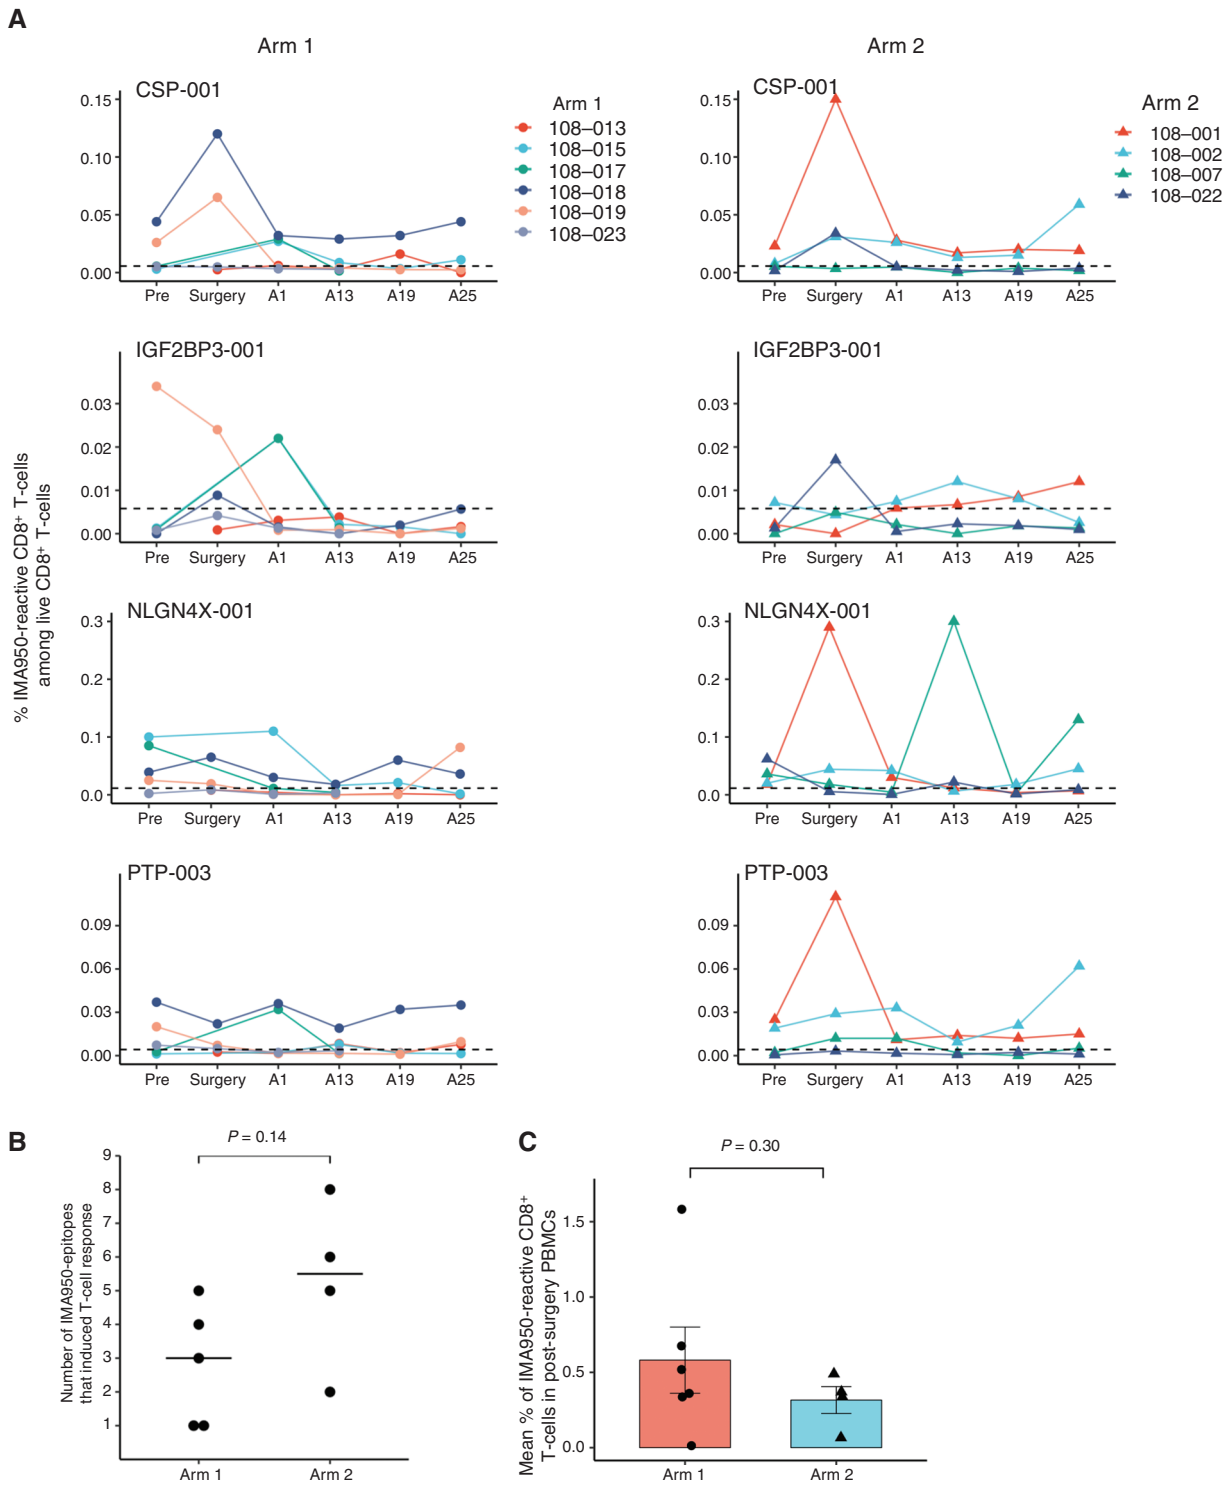 A
Arm 1
Arm 2
% IMA950-reactive CD8+ T-cells
among live CD8+ T-cells
CSP-001
0.15
0.10
0.05
0.00
Pre Surgery A1 A13 A19 A25
Arm 1
108–013
108–015
108–017
108–018
108–019
108–023
CSP-001
0.15
0.10
0.05
0.00
Pre Surgery A1 A13 A19 A25
Arm 2
108–001
108–002
108–007
108–022
IGF2BP3-001
0.03
0.02
0.01
0.00
Pre Surgery A1 A13 A19 A25
IGF2BP3-001
0.03
0.02
0.01
0.00
Pre Surgery A1 A13 A19 A25
NLGN4X-001
0.3
0.2
0.1
0.0
Pre Surgery A1 A13 A19 A25
NLGN4X-001
0.3
0.2
0.1
0.0
Pre Surgery A1 A13 A19 A25
PTP-003
0.09
0.06
0.03
0.00
Pre Surgery A1 A13 A19 A25
PTP-003
0.09
0.06
0.03
0.00
Pre Surgery A1 A13 A19 A25
B
P = 0.14
Number of IMA950-epitopes
that induced T-cell response
9
8
7
6
5
4
3
2
1
Arm 1 Arm 2
C
P = 0.30
Mean % of IMA950-reactive CD8+
T-cells in post-surgery PBMCs
1.5
1.0
0.5
0.0
Arm 1 Arm 2